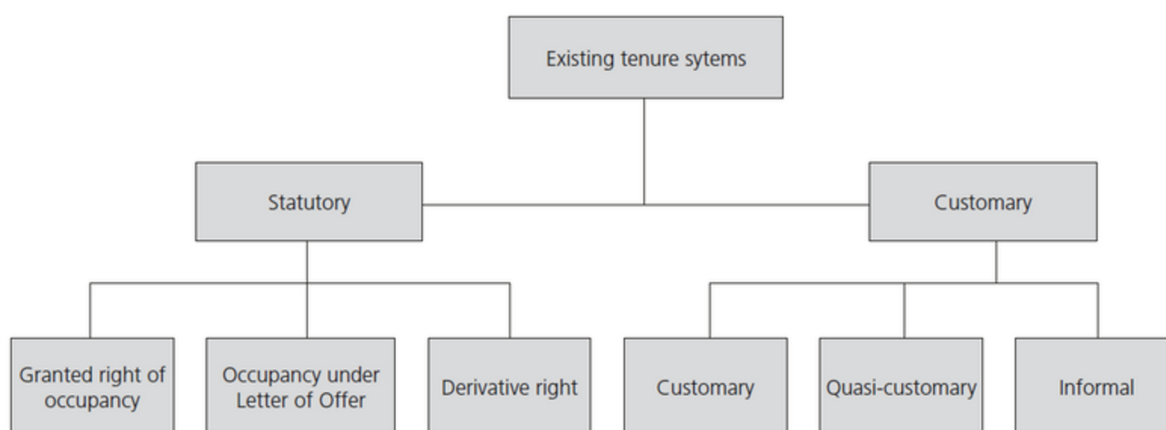 Existing tenure sytems
Statutory
Customary
Granted right of
occupancy
Occupancy under
Letter of Offer
Derivative right
Customary
Quasi-customary
Informal